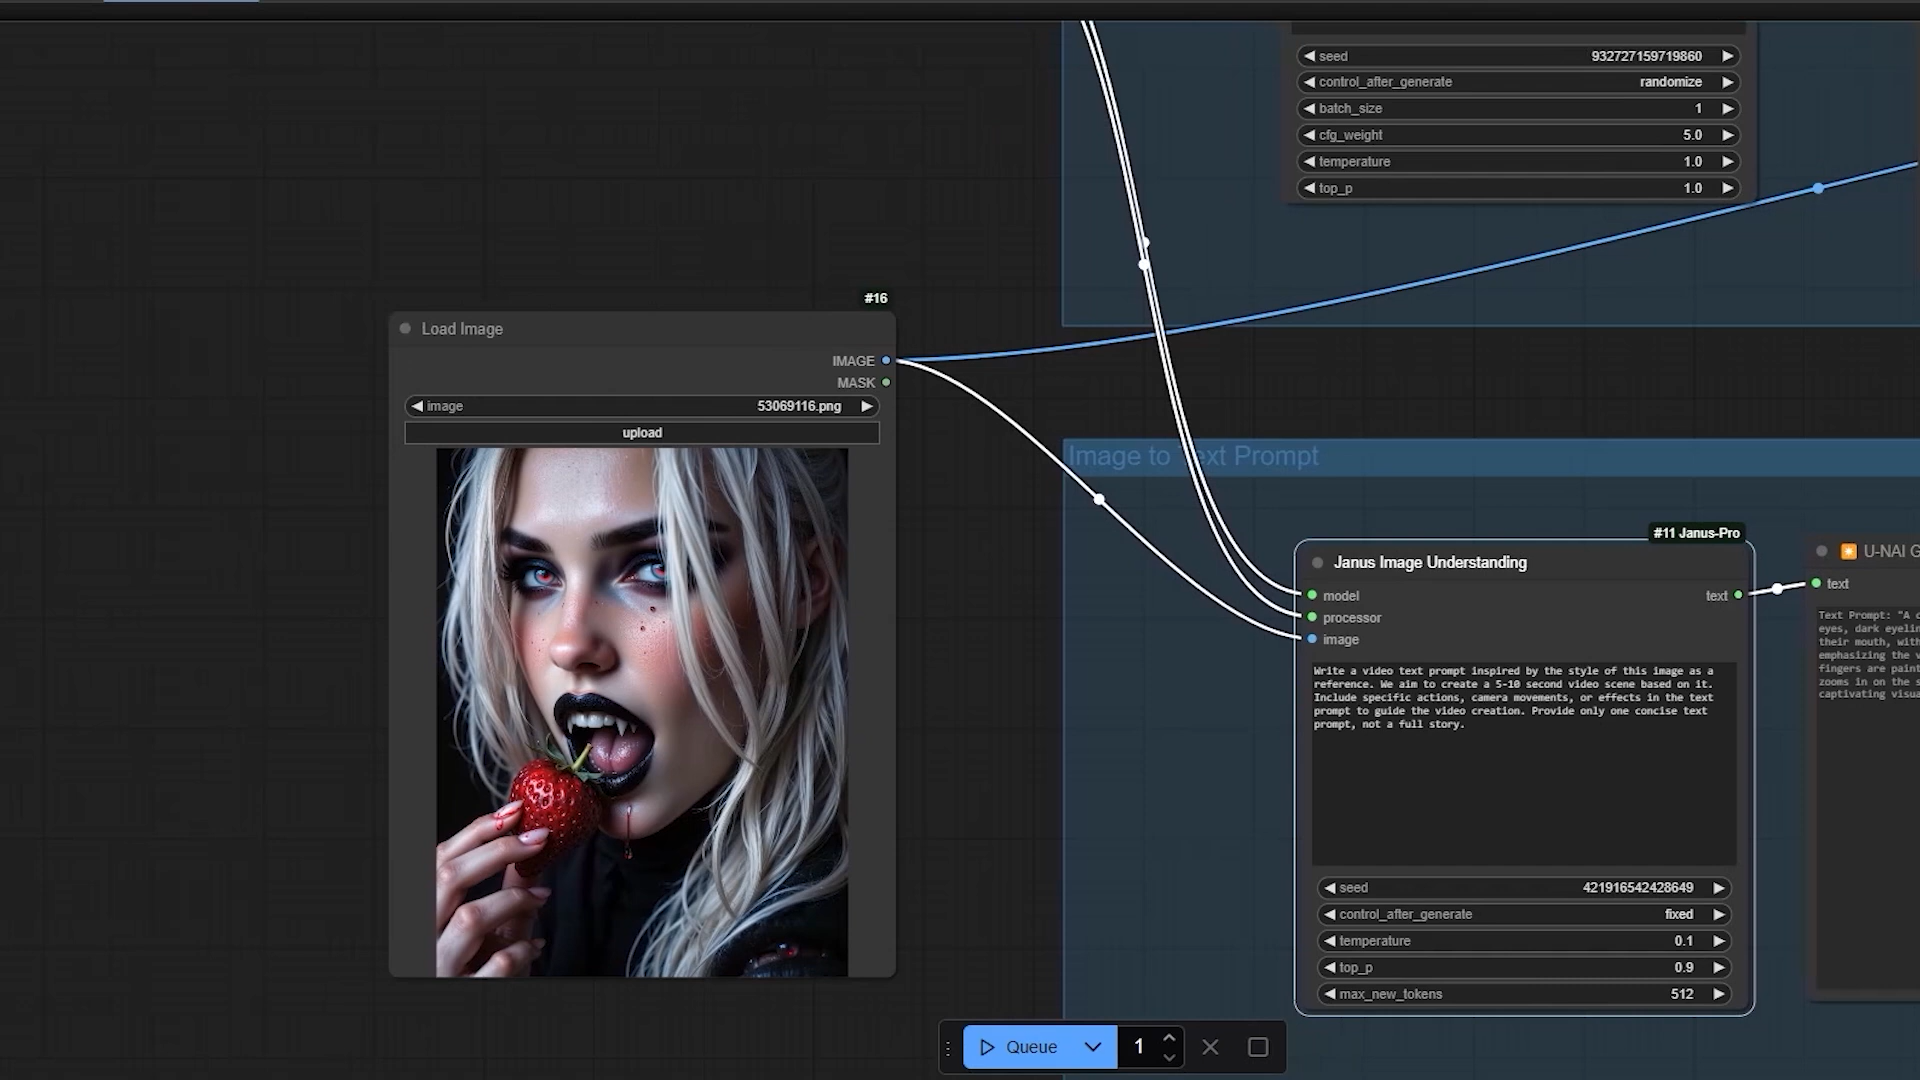 seed 932727159719860
control_after_generate randomize
batch_size 1
cfg_weight 5.0
temperature 1.0
top_p 1.0
#16
Load Image
IMAGE
MASK
image 53069116.png
upload
Image to Text Prompt
#11 Janus-Pro
Janus Image Understanding
model
processor
image
text
Write a video text prompt inspired by the style of this image as a
reference. We aim to create a 5-10 second video scene based on it.
Include specific actions, camera movements, or effects in the text
prompt to guide the video creation. Provide only one concise text
prompt, not a full story.
seed 421916542428649
control_after_generate fixed
temperature 0.1
top_p 0.9
max_new_tokens 512
U-NAI G
text
Text Prompt: "A
eyes, dark
their mouth,
emphasizing the
fingers are
zooms in on the
captivating
Queue
1